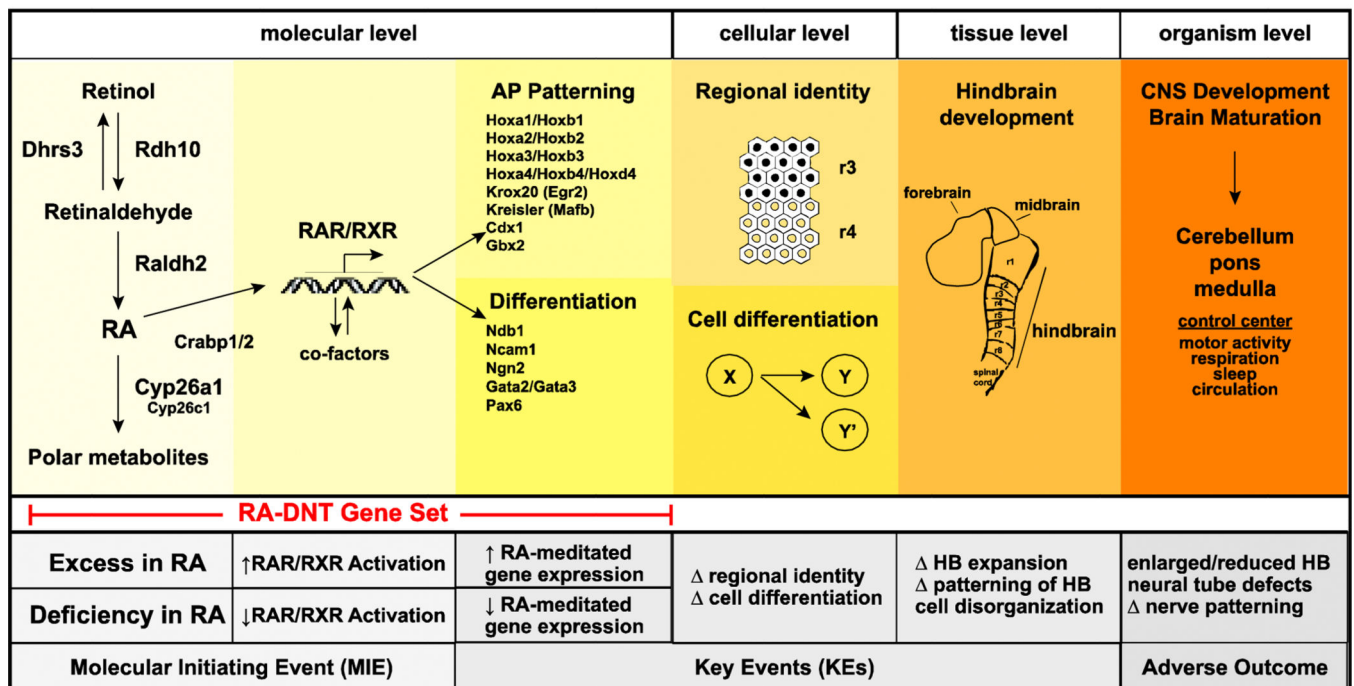 molecular level
cellular level
tissue level
organism level
Retinol
Dhrs3
Rdh10
Retinaldehyde
Raldh2
RA
Crabp1/2
Cyp26a1
Cyp26c1
Polar metabolites
RAR/RXR
co-factors
AP Patterning
Hoxa1/Hoxb1
Hoxa2/Hoxb2
Hoxa3/Hoxb3
Hoxa4/Hoxb4/Hoxd4
Krox20 (Egr2)
Kreisler (Mafb)
Cdx1
Gbx2
Differentiation
Ndb1
Ncam1
Ngn2
Gata2/Gata3
Pax6
Regional identity
r3
r4
Cell differentiation
X
Y
Y'
Hindbrain
development
forebrain
midbrain
r1
r2
r3
r4
r5
r7
hindbrain
spinal
cord
CNS Development
Brain Maturation
Cerebellum
pons
medulla
control center
motor activity
respiration
sleep
circulation
RA-DNT Gene Set
Excess in RA
↑RAR/RXR Activation
↑ RA-meditated
gene expression
Deficiency in RA
↓RAR/RXR Activation
↓ RA-meditated
gene expression
Δ regional identity
Δ cell differentiation
Δ HB expansion
Δ patterning of HB
cell disorganization
enlarged/reduced HB
neural tube defects
Δ nerve patterning
Molecular Initiating Event (MIE)
Key Events (KEs)
Adverse Outcome